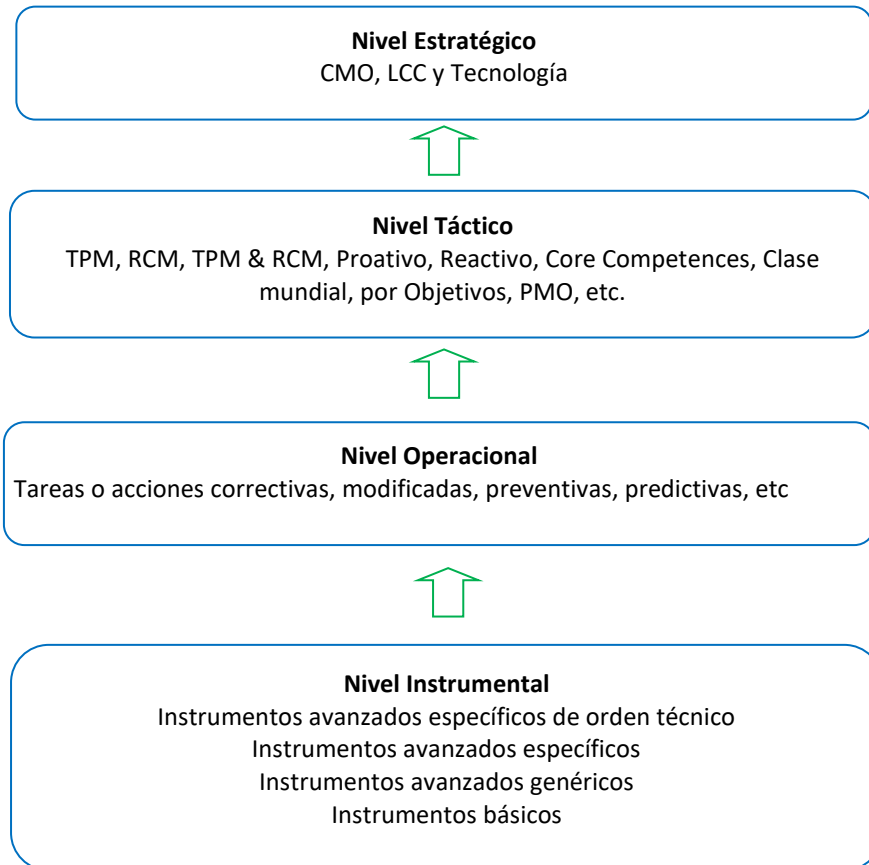 Nivel Estratégico
CMO, LCC y Tecnología
Nivel Táctico
TPM, RCM, TPM & RCM, Proativo, Reactivo, Core Competences, Clase
mundial, por Objetivos, PMO, etc.
Nivel Operacional
Tareas o acciones correctivas, modificadas, preventivas, predictivas, etc
Nivel Instrumental
Instrumentos avanzados específicos de orden técnico
Instrumentos avanzados específicos
Instrumentos avanzados genéricos
Instrumentos básicos